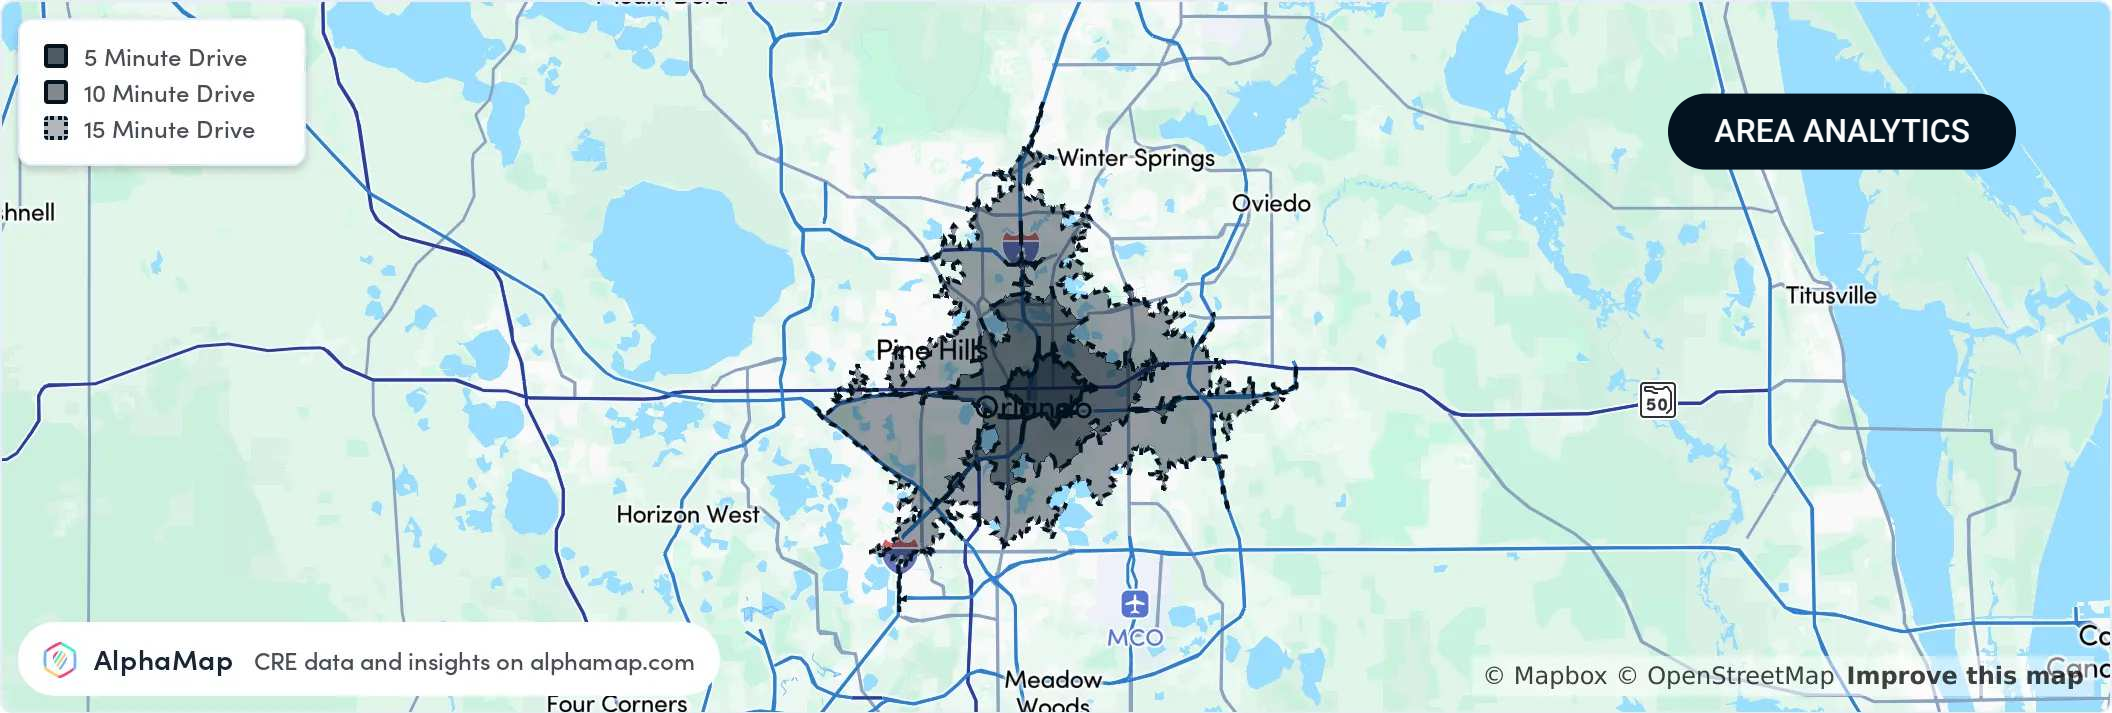 5 Minute Drive
10 Minute Drive
15 Minute Drive
AREA ANALYTICS
Winter Springs
Oviedo
hnell
Titusville
Pine Hills
Orlando
50
Horizon West
MCO
AlphaMap CRE data and insights on alphamap.com
Meadow
Woods
Four Corners
© Mapbox © OpenStreetMap Improve this map